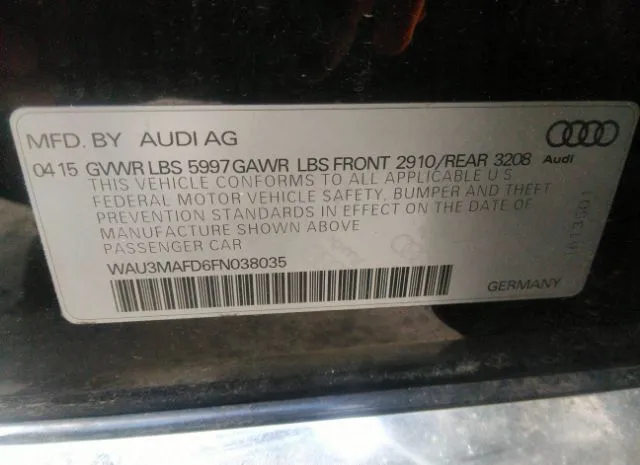 MFD. BY AUDI AG
04 15 GVWR LBS 5997 GAWR LBS FRONT 2910/REAR 3208
Audi
THIS VEHICLE CONFORMS TO ALL APPLICABLE U.S.
FEDERAL MOTOR VEHICLE SAFETY, BUMPER AND THEFT
PREVENTION STANDARDS IN EFFECT ON THE DATE OF
MANUFACTURE SHOWN ABOVE
PASSENGER CAR
WAU3MAFD6FN038035
GERMANY